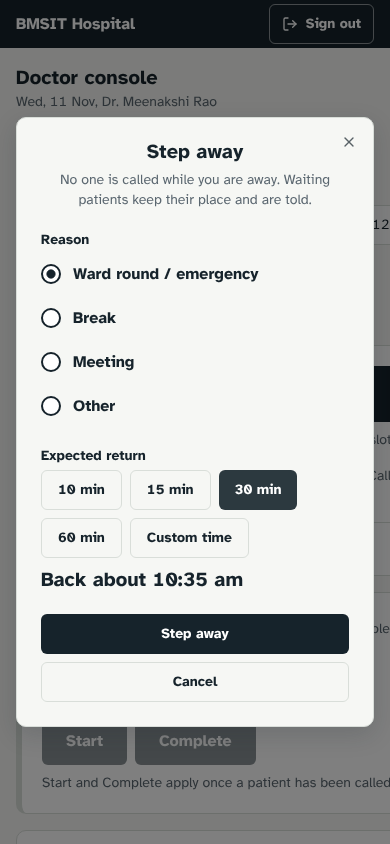 BMSIT Hospital
Sign out
Doctor console
Wed, 11 Nov, Dr. Meenakshi Rao
Step away
No one is called while you are away. Waiting
patients keep their place and are told.
12
Reason
Ward round / emergency
Break
Meeting
Other
slot
Expected return
10 min
15 min
30 min
60 min
Custom time
Back about 10:35 am
Step away
Cancel
Start
Complete
Start and Complete apply once a patient has been called